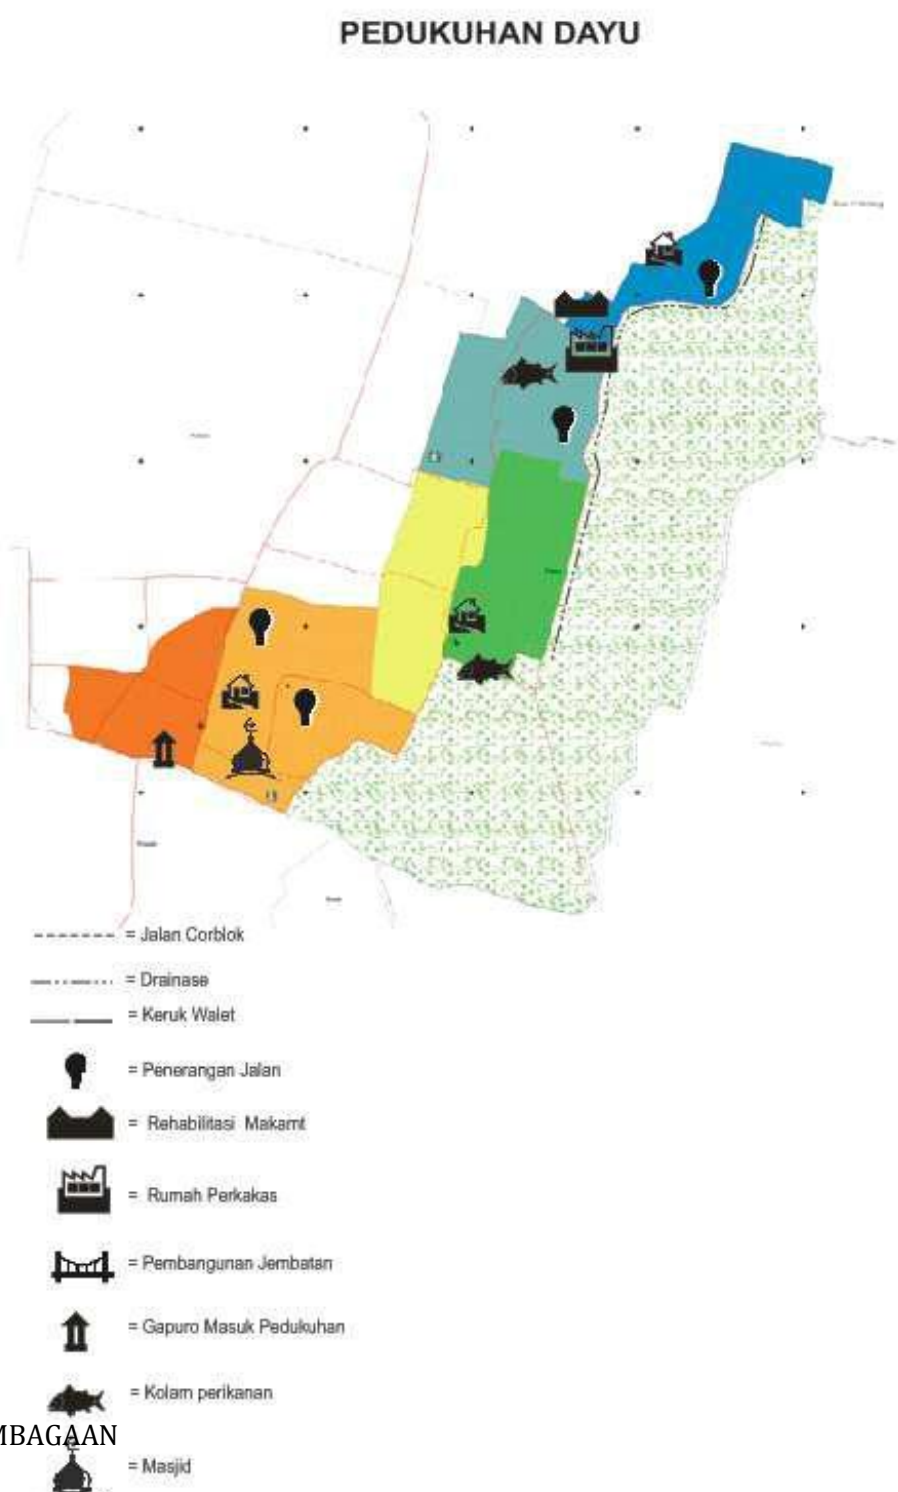 PEDUKUHAN DAYU
= Jalan Corblok
= Drainase
= Keruk Walet
= Penerangan Jalan
= Rehabilitasi Makamt
= Rumah Perkakas
= Pembangunan Jembatan
= Gapuro Masuk Pedukuhan
= Kolam perikanan
MBAGAAN
= Masjid